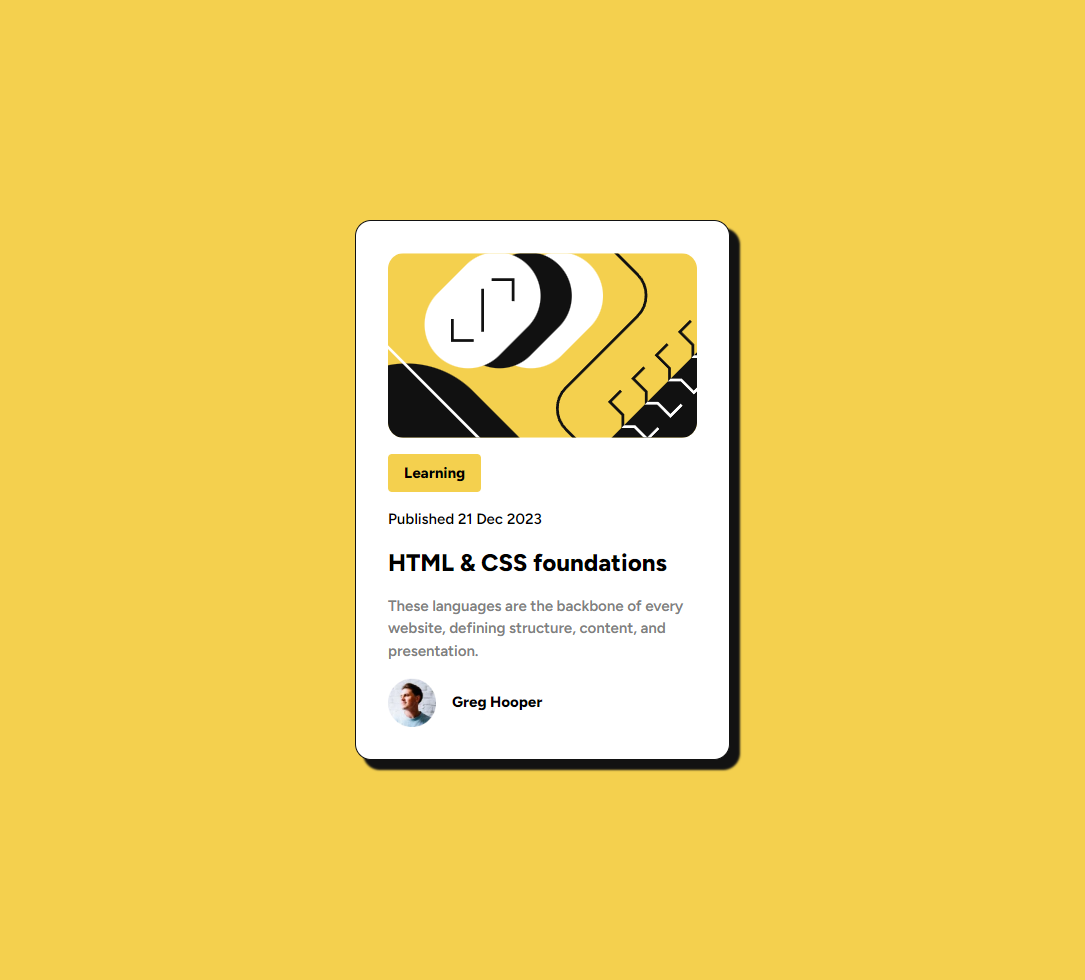 Learning
Published 21 Dec 2023
HTML & CSS foundations
These languages are the backbone of every
website, defining structure, content, and
presentation.
Greg Hooper